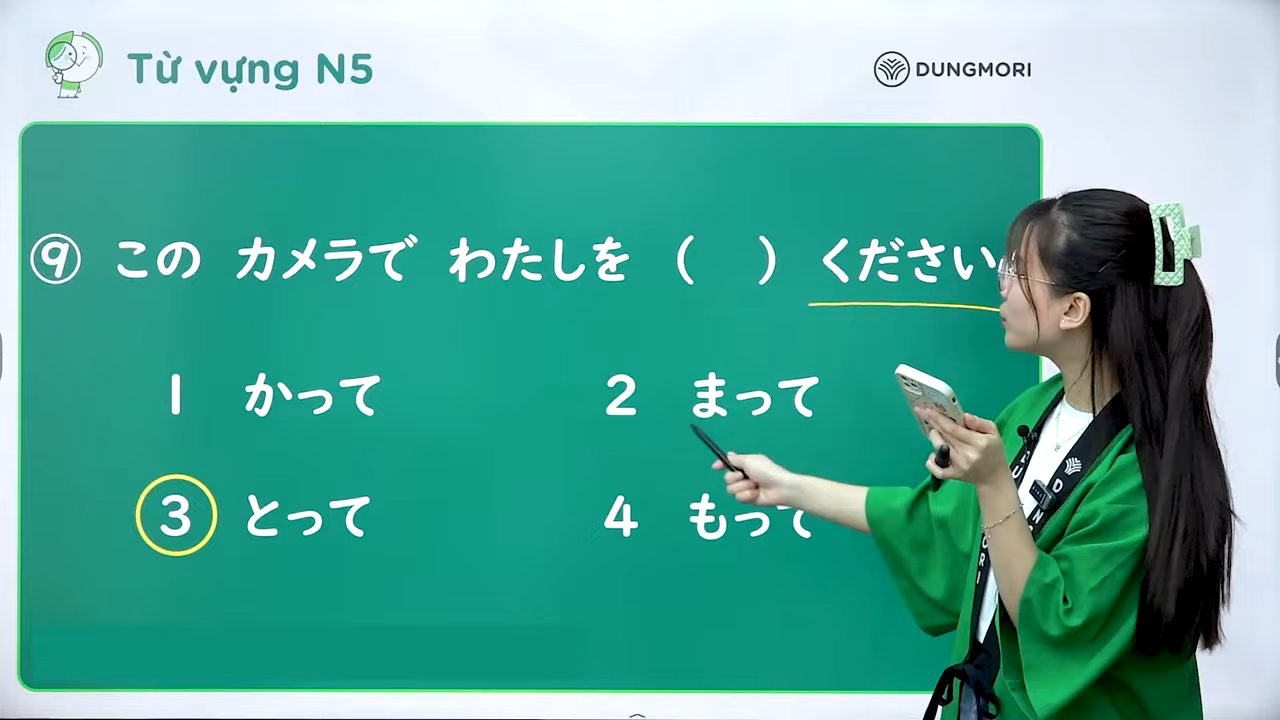 Từ vựng N5
DUNGMORI
⑨ この カメラで わたしを ( ) ください
1 かって
2 まって
3 とって
4 もって